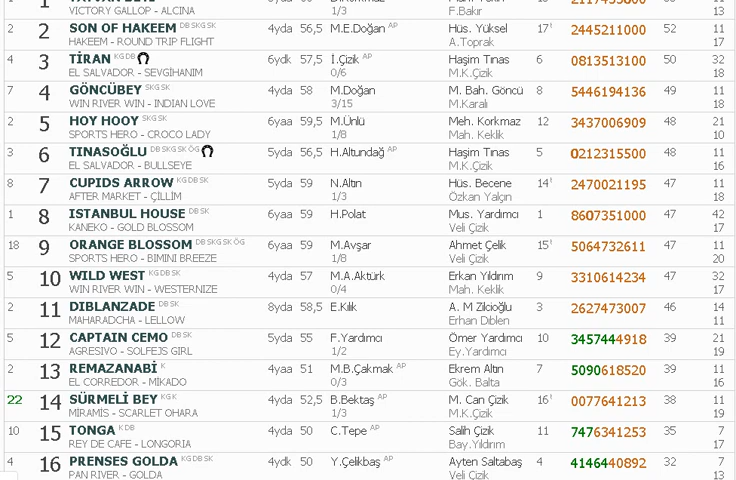 VICTORY GALLOP - ALCINA 1/3 F.Bakır 13
2 2 SON OF HAKEEM DB SKG SK 4yda 56,5 M.E.Doğan AP Hüs. Yüksel 17 2445211000 52 11
HAKEEM - ROUND TRIP FLIGHT A.Toprak 17
4 3 TİRAN KG DB 6ydk 57,5 İ.Çizik AP Haşim Tınas 6 0813513100 50 32
EL SALVADOR - SEVGİHANIM 0/6 M.K.Çizik 18
7 4 GÖNCÜBEY SKG SK 4yda 58 M.Doğan M. Bah. Göncü 8 5446194136 49 11
WIN RIVER WIN - INDIAN LOVE 3/15 M.Karalı 18
2 5 HOY HOOY SKG SK 6yaa 59,5 M.Ünlü Meh. Korkmaz 12 3437006909 48 21
SPORTS HERO - CROCO LADY 1/8 Mah. Keklik 10
3 6 TINASOĞLU DB SKG SK ÖG 5yda 56,5 H.Altundağ AP Haşim Tınas 5 0212315500 48 11
EL SALVADOR - BULLSEYE M.K.Çizik 16
8 7 CUPIDS ARROW KG DB SK 5yda 59 N.Altın Hüs. Becene 14 2470021195 47 11
AFTER MARKET - ÇİLLİM 1/3 Özkan Yalçın 18
1 8 ISTANBUL HOUSE DB SK 6yaa 59 H.Polat Mus. Yardımcı 1 8607351000 47 42
KANEKO - GOLD BLOSSOM Veli Çizik 17
18 9 ORANGE BLOSSOM DB SKG SK ÖG 6yaa 59 M.Avşar Ahmet Çelik 15 5064732611 47 11
SPORTS HERO - BIMINI BREEZE 1/8 Veli Çizik 20
5 10 WILD WEST KG DB SK 4yda 57 M.A.Aktürk Erkan Yıldırım 9 3310614234 47 32
WIN RIVER WIN - WESTERNIZE 0/4 Mah. Keklik 17
2 11 DIBLANZADE DB SK 8yda 58,5 E.Kılık A. M Zilcioğlu 3 2627473007 46 14
MAHARADCHA - LELLOW Erhan Diblen 11
5 12 CAPTAIN CEMO DB SK 5yda 55 F.Yardımcı Ömer Yardımcı 10 3457444918 39 21
AGRESIVO - SOLFEJS GIRL 1/2 Ey.Yardımcı 19
2 13 REMAZANABİ K 4yaa 51 M.B.Çakmak AP Ekrem Altın 7 5090618520 39 11
EL CORREDOR - MIKADO 0/3 Gök. Balta 16
22 14 SÜRMELİ BEY KG K 4yda 52,5 B.Bektaş AP M. Can Çizik 16 0077641213 38 11
MİRAMİS - SCARLET OHARA 1/3 M.K.Çizik 19
10 15 TONGA K DB 4yda 50 C.Tepe AP Salih Çizik 11 7476341253 35 7
REY DE CAFE - LONGORIA Bay.Yıldırım 17
4 16 PRENSES GOLDA KG DB SK 4ydk 50 Y.Çelikbaş AP Ayten Saltabaş 4 4146440892 32 7
PAN RIVER - GOLDA Veli Çizik 13